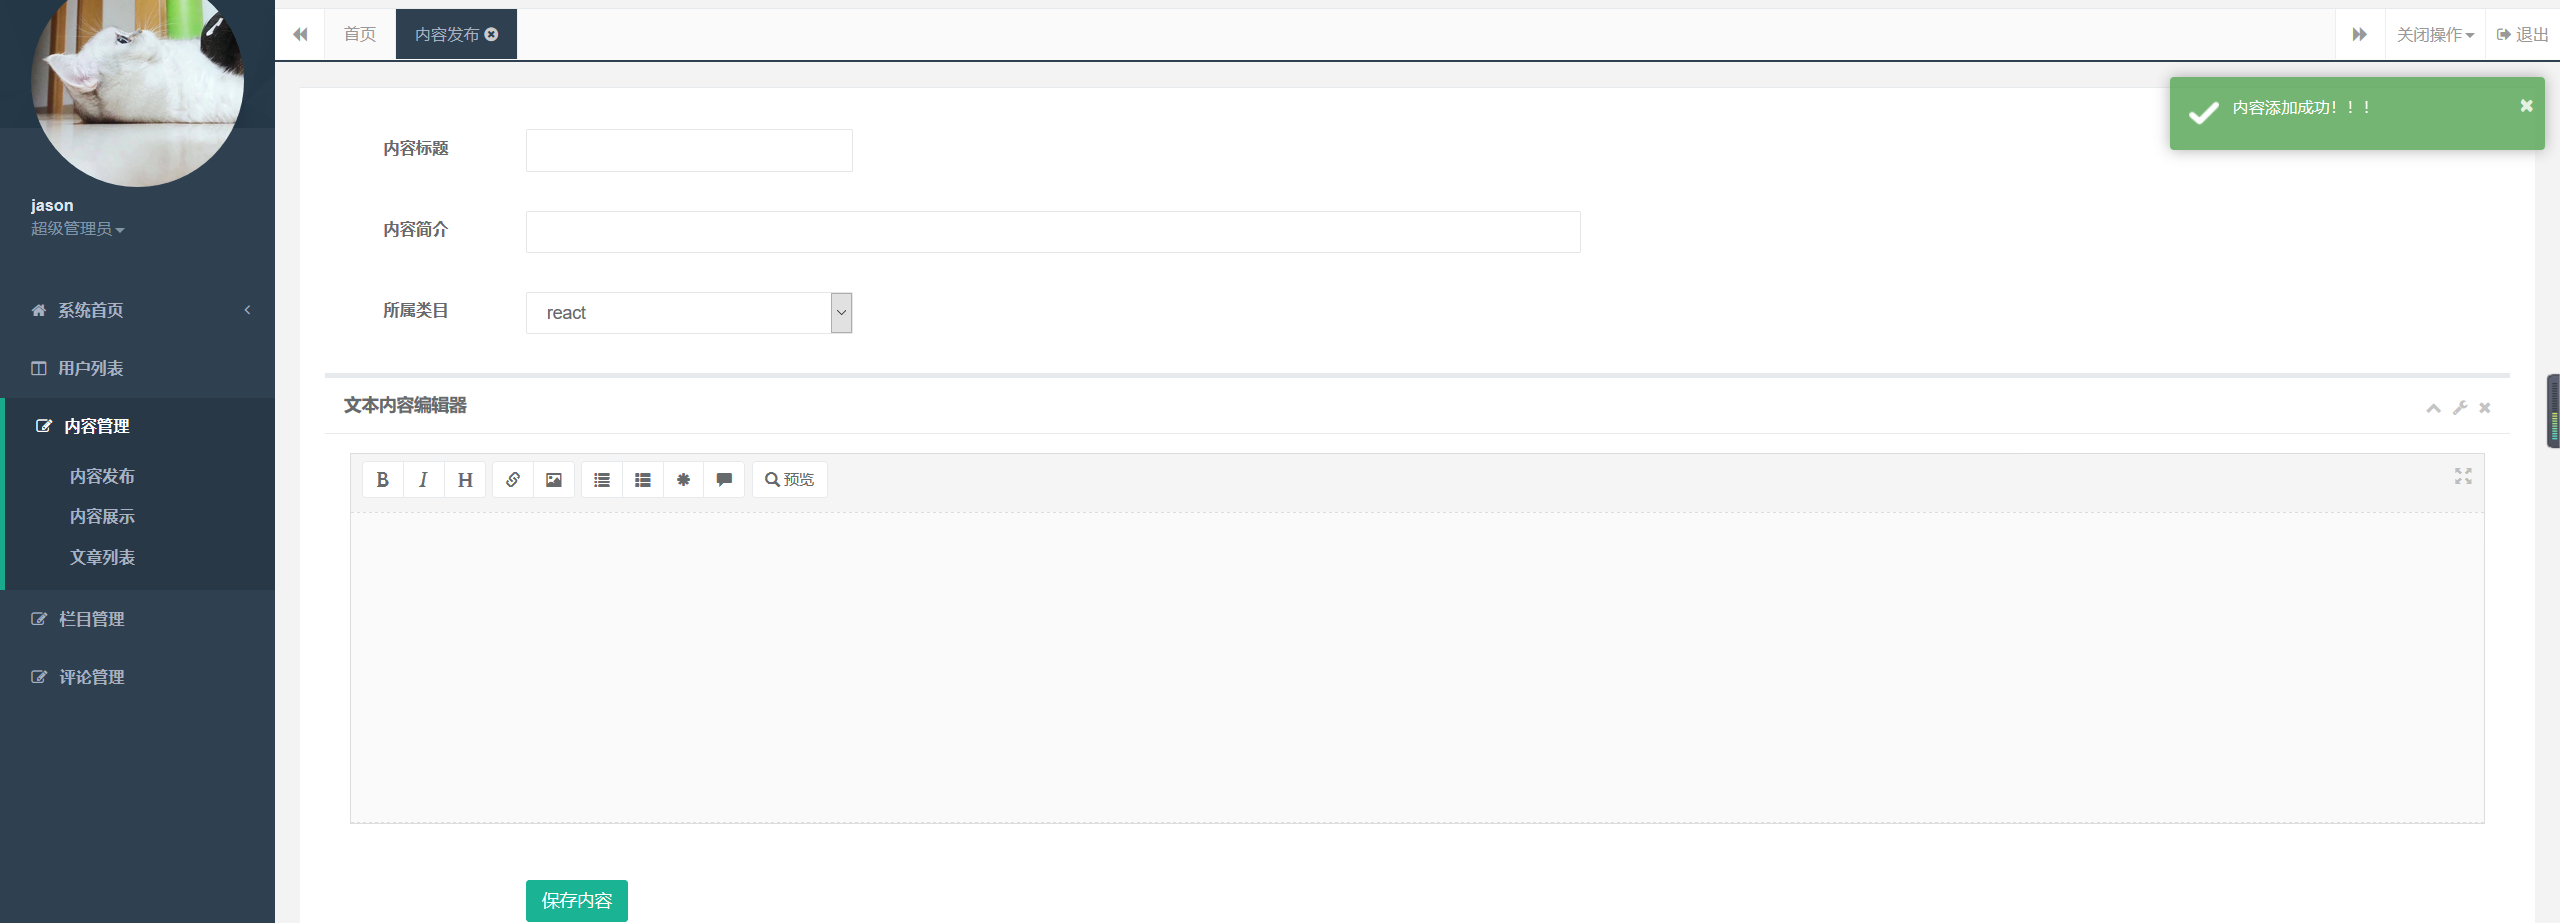 首页
内容发布
关闭操作
退出
内容添加成功！！！
jason
超级管理员
系统首页
用户列表
内容管理
内容发布
内容展示
文章列表
栏目管理
评论管理
内容标题
内容简介
所属类目
react
文本内容编辑器
B I H 预览
保存内容